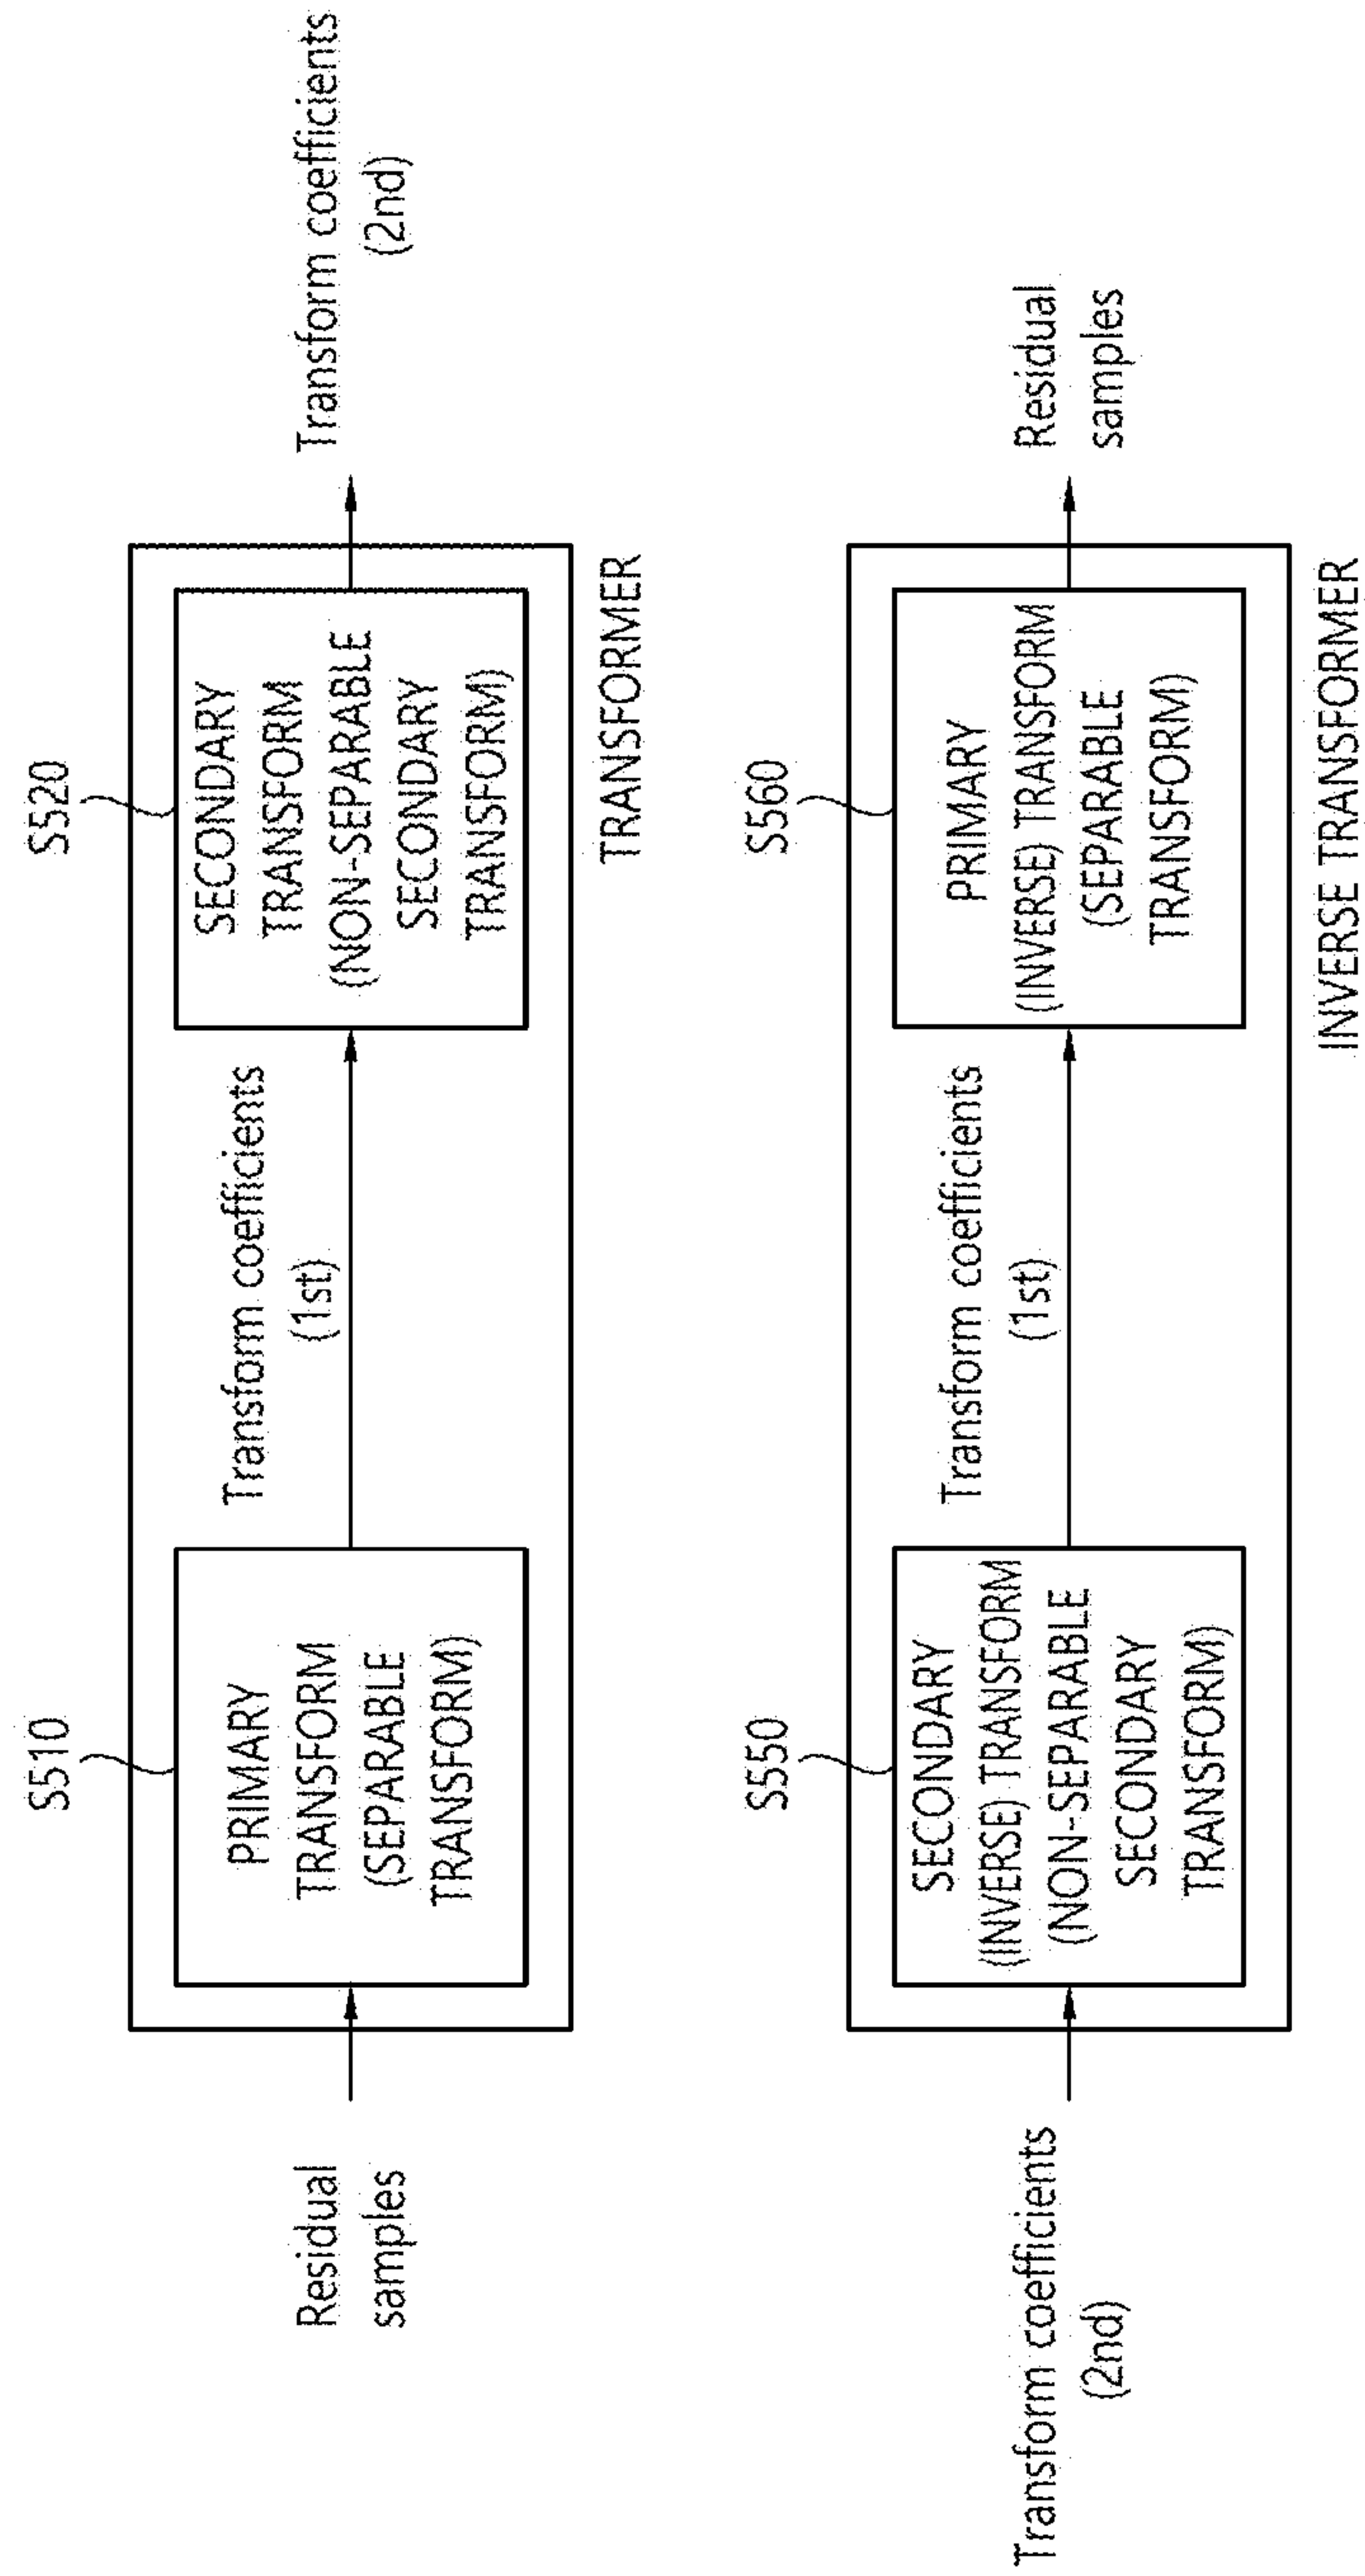 S510
S520
Residual
samples
PRIMARY
TRANSFORM
(SEPARABLE
TRANSFORM)
Transform coefficients
(1st)
SECONDARY
TRANSFORM
(NON-SEPARABLE
SECONDARY
TRANSFORM)
Transform coefficients
(2nd)
TRANSFORMER
S550
S560
Transform coefficients
(2nd)
SECONDARY
(INVERSE) TRANSFORM
(NON-SEPARABLE
SECONDARY
TRANSFORM)
Transform coefficients
(1st)
PRIMARY
(INVERSE) TRANSFORM
(SEPARABLE
TRANSFORM)
Residual
samples
INVERSE TRANSFORMER